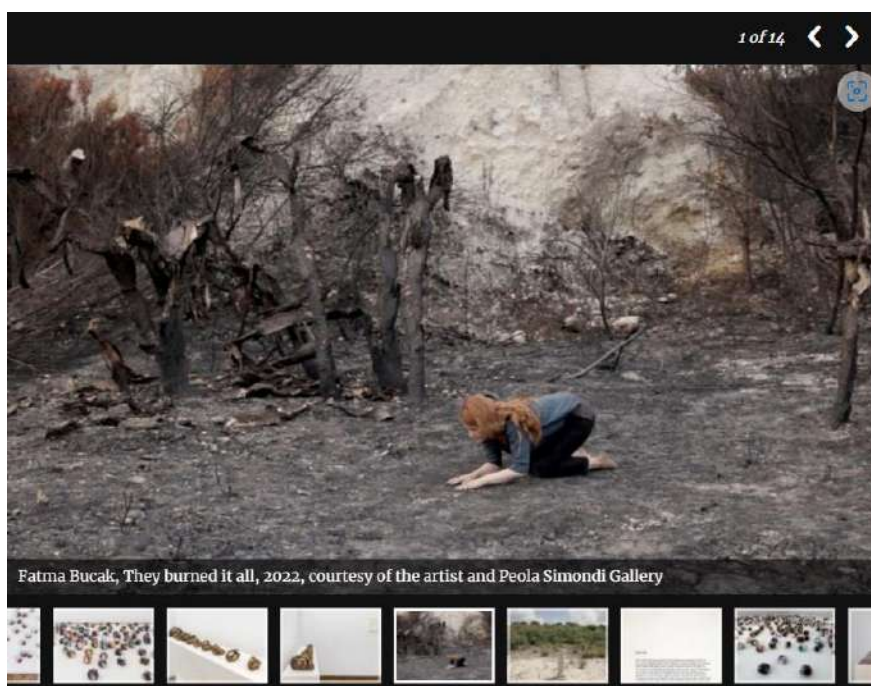 1 of 14
Fatma Bucak, They burned it all, 2022, courtesy of the artist and Peola Simondi Gallery